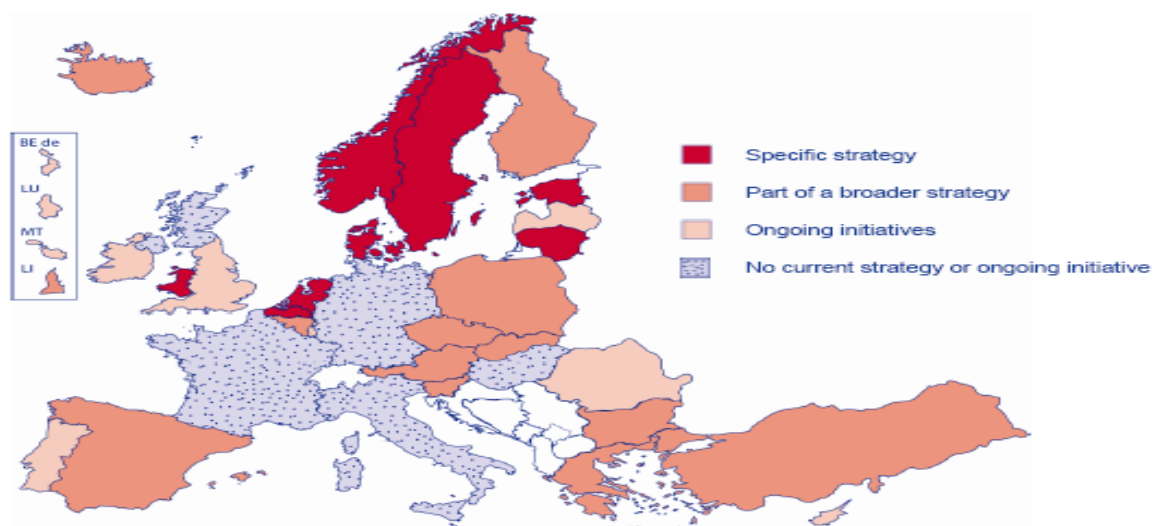 BE de
LU
MT
LI
Specific strategy
Part of a broader strategy
Ongoing initiatives
No current strategy or ongoing initiative